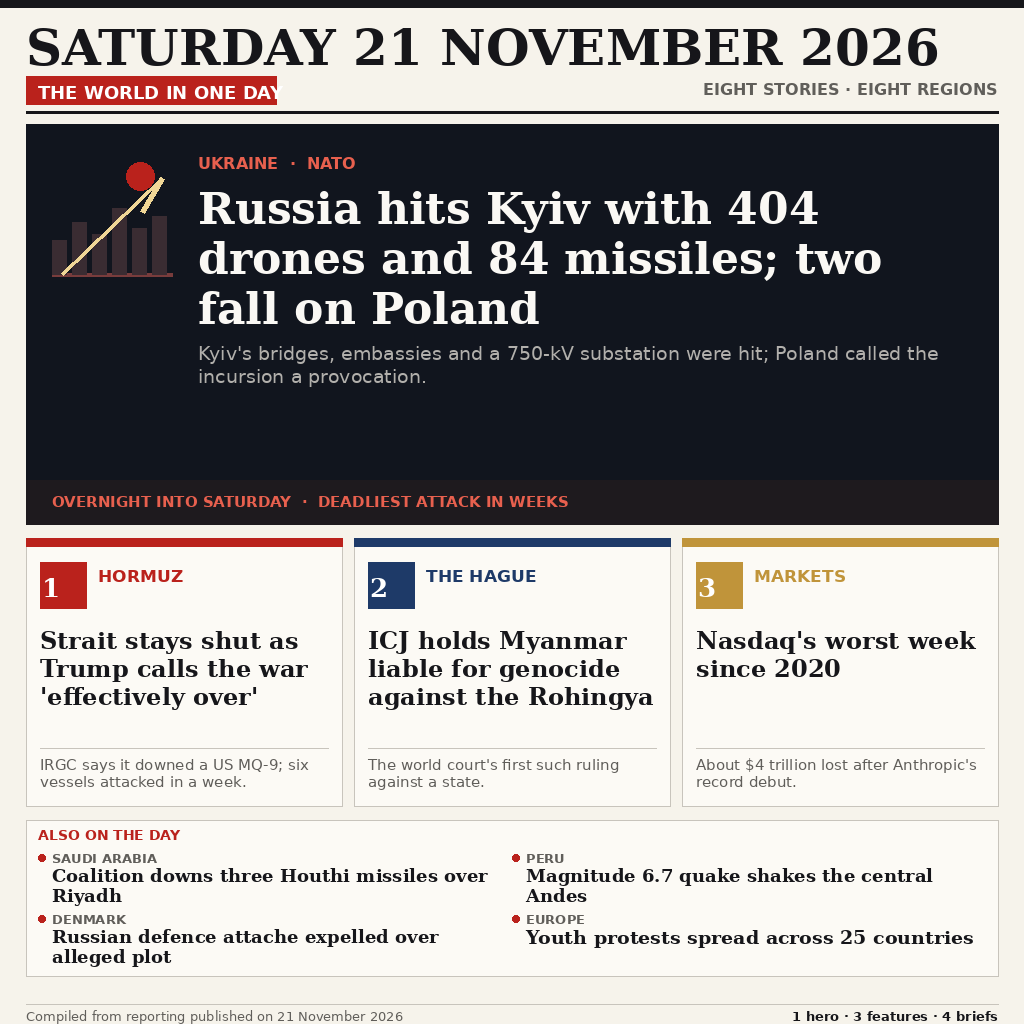 SATURDAY 21 NOVEMBER 2026
THE WORLD IN ONE DAY
EIGHT STORIES · EIGHT REGIONS
UKRAINE · NATO
Russia hits Kyiv with 404
drones and 84 missiles; two
fall on Poland
Kyiv's bridges, embassies and a 750-kV substation were hit; Poland called the
incursion a provocation.
OVERNIGHT INTO SATURDAY · DEADLIEST ATTACK IN WEEKS
1
HORMUZ
Strait stays shut as
Trump calls the war
'effectively over'
IRGC says it downed a US MQ-9; six
vessels attacked in a week.
2
THE HAGUE
ICJ holds Myanmar
liable for genocide
against the Rohingya
The world court's first such ruling
against a state.
3
MARKETS
Nasdaq's worst week
since 2020
About $4 trillion lost after Anthropic's
record debut.
ALSO ON THE DAY
SAUDI ARABIA
Coalition downs three Houthi missiles over
Riyadh
DENMARK
Russian defence attache expelled over
alleged plot
PERU
Magnitude 6.7 quake shakes the central
Andes
EUROPE
Youth protests spread across 25 countries
Compiled from reporting published on 21 November 2026
1 hero · 3 features · 4 briefs